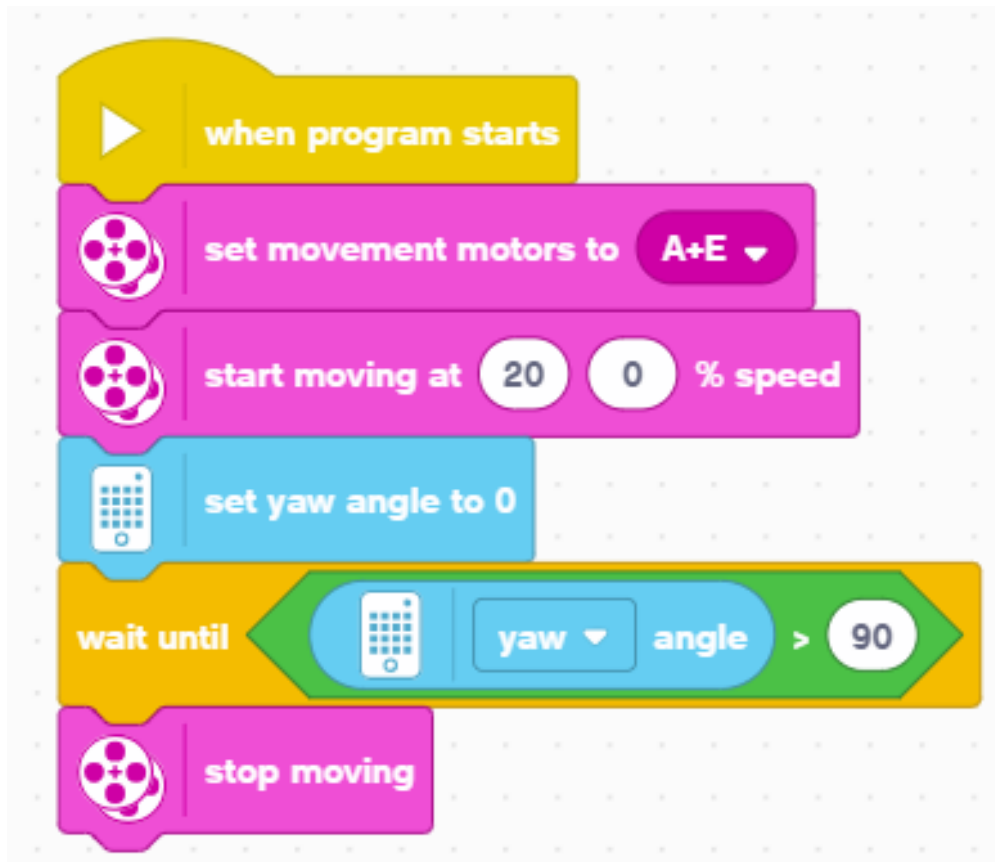 when program starts
set movement motors to A+E
start moving at 20 0 % speed
set yaw angle to 0
wait until yaw angle > 90
stop moving